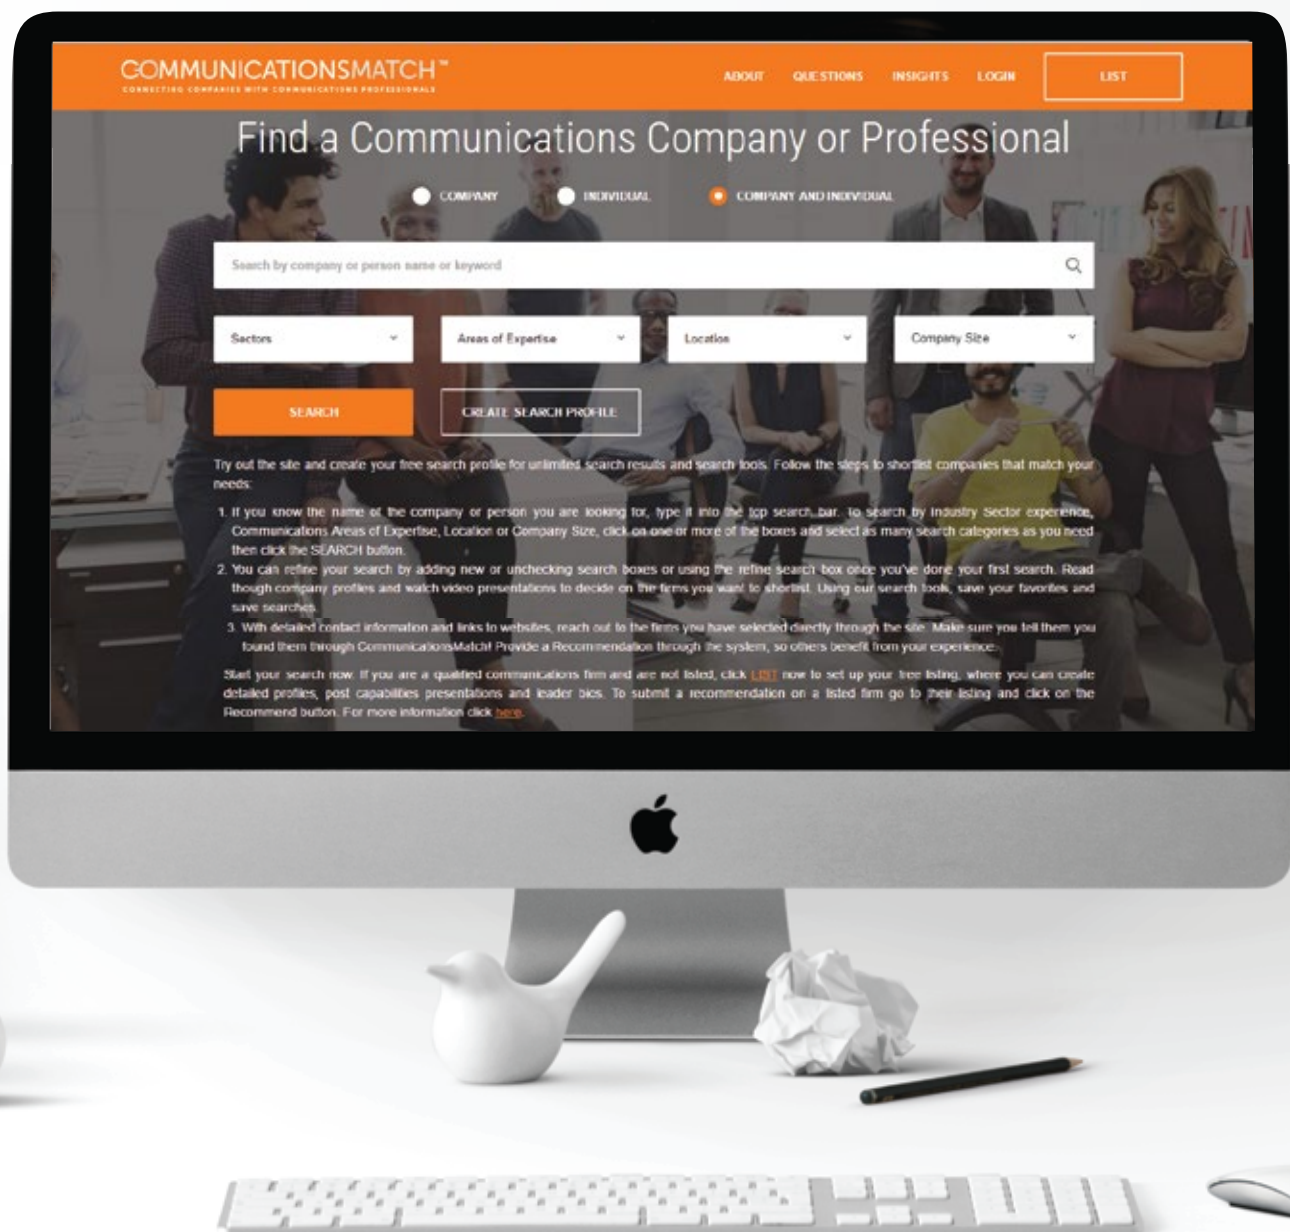 COMMUNICATIONSMATCH™
CONNECTING COMPANIES WITH COMMUNICATIONS PROFESSIONALS
ABOUT QUESTIONS INSIGHTS LOGIN LIST
Find a Communications Company or Professional
COMPANY INDIVIDUAL COMPANY AND INDIVIDUAL
Search by company or person name or keyword
Sectors Areas of Expertise Location Company Size
SEARCH CREATE SEARCH PROFILE
Try out the site and create your free search profile for unlimited search results and search tools. Follow the steps to shortlist companies that match your
needs:
1. If you know the name of the company or person you are looking for, type it into the top search bar. To search by Industry Sector experience,
Communications Areas of Expertise, Location or Company Size, click on one or more of the boxes and select as many search categories as you need
then click the SEARCH button.
2. You can refine your search by adding new or unchecking search boxes or using the refine search box once you've done your first search. Read
though company profiles and watch video presentations to decide on the firms you want to shortlist. Using our search tools, save your favorites and
save searches.
3. With detailed contact information and links to websites, reach out to the firms you have selected directly through the site. Make sure you tell them you
found them through CommunicationsMatch! Provide a Recommendation through the system, so others benefit from your experience.
Start your search now. If you are a qualified communications firm and are not listed, click LIST now to set up your free listing, where you can create
detailed profiles, post capabilities presentations and leader bios. To submit a recommendation on a listed firm go to their listing and click on the
Recommend button. For more information click here.